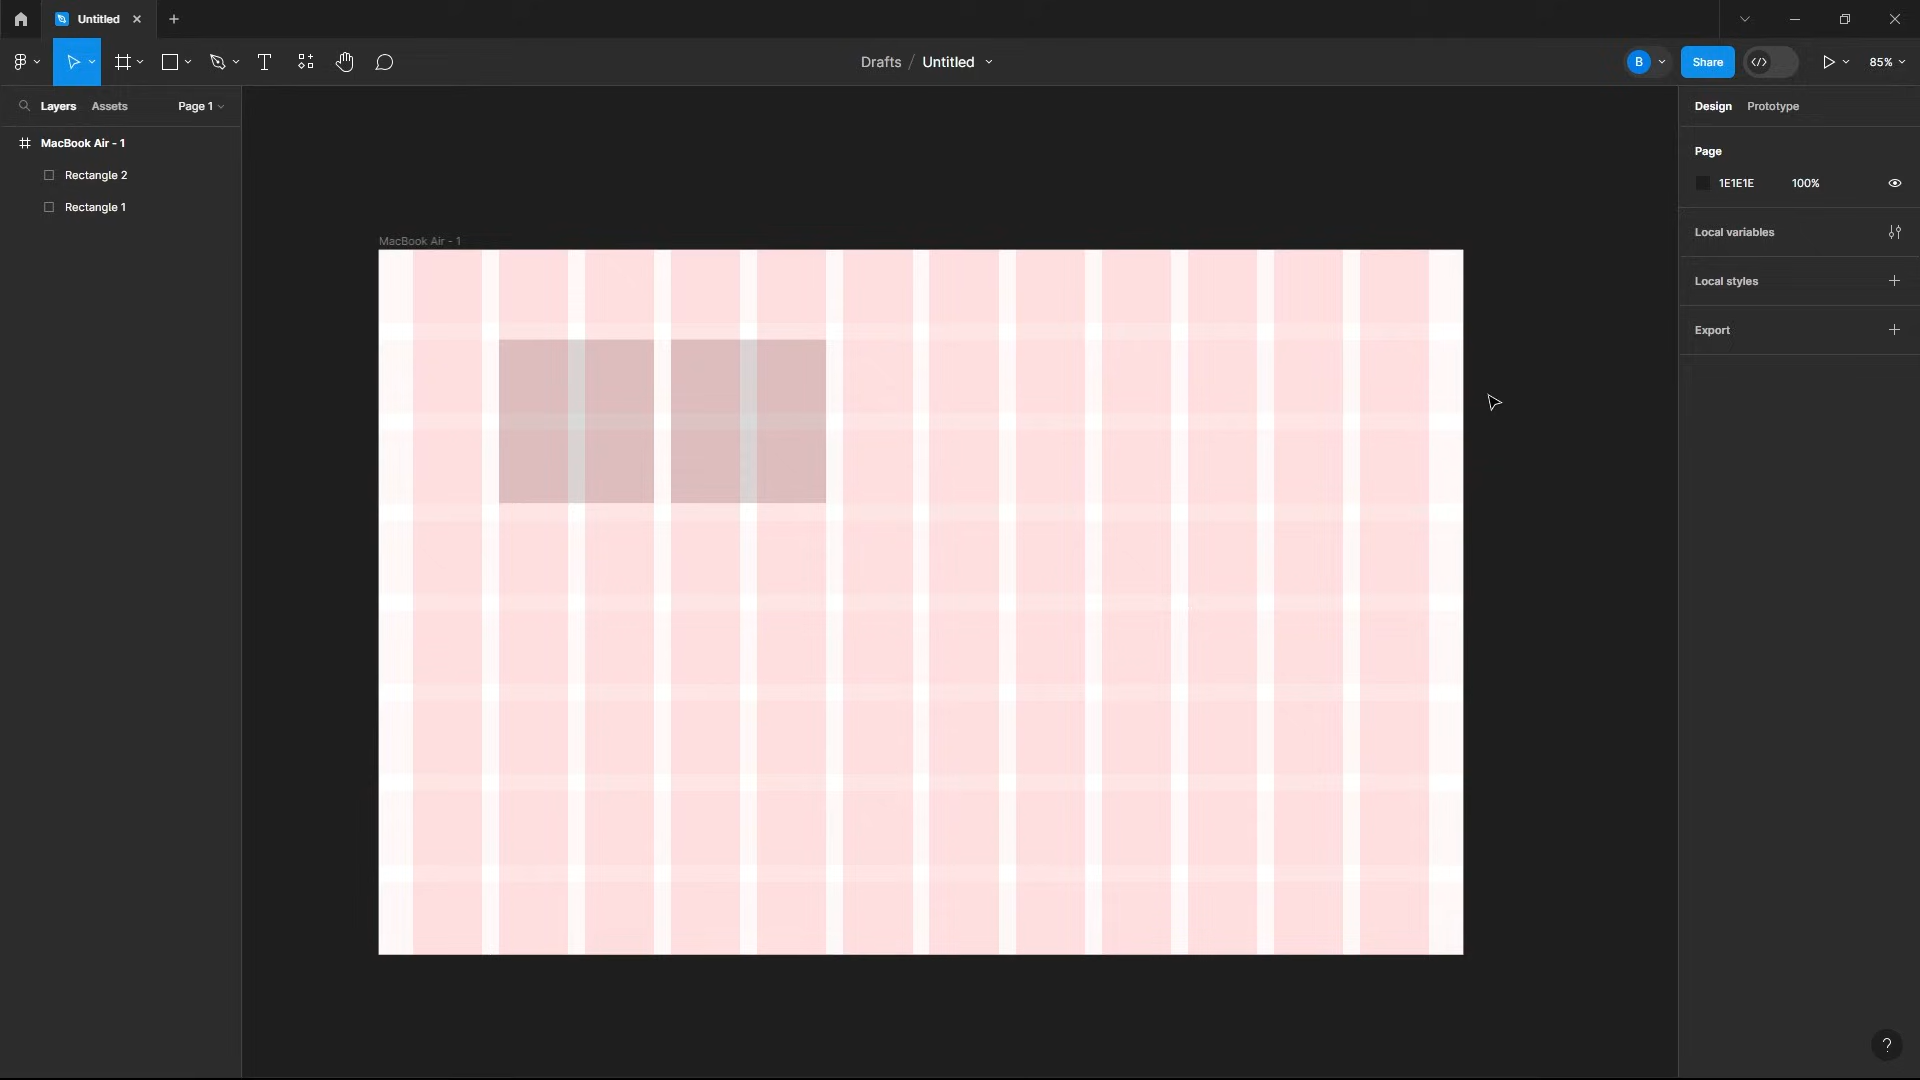 Untitled
Drafts / Untitled
B
Share
85%
Layers
Assets
Page 1
Design
Prototype
MacBook Air - 1
Rectangle 2
Rectangle 1
Page
1E1E1E
100%
Local variables
Local styles
Export
MacBook Air - 1
?